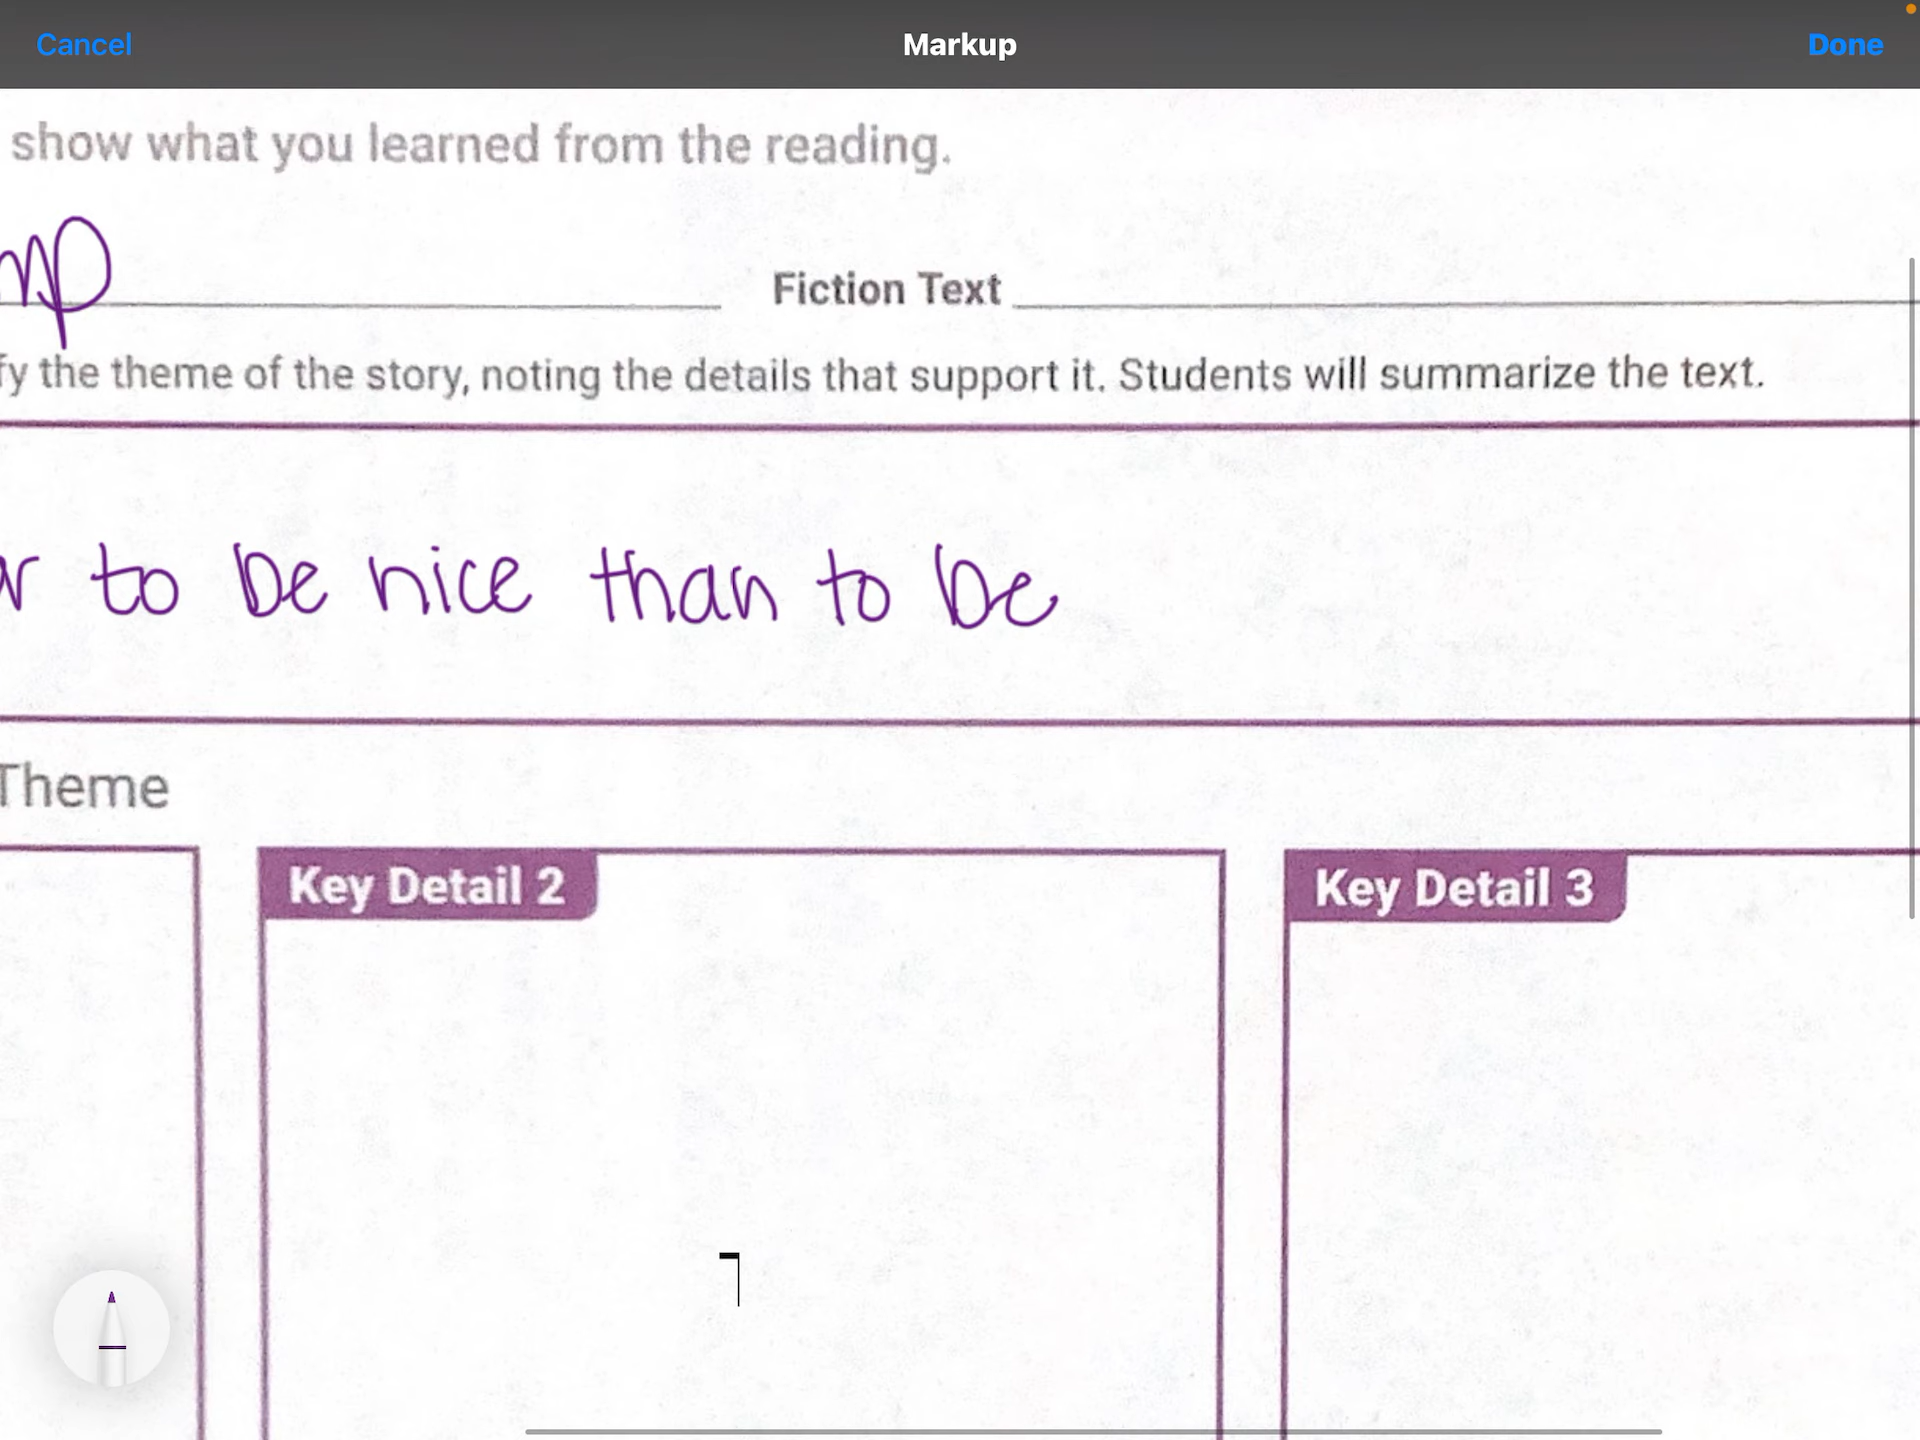 Cancel Markup Done
show what you learned from the reading.
mp Fiction Text
fy the theme of the story, noting the details that support it. Students will summarize the text.
r to be nice than to be
Theme
Key Detail 2 Key Detail 3